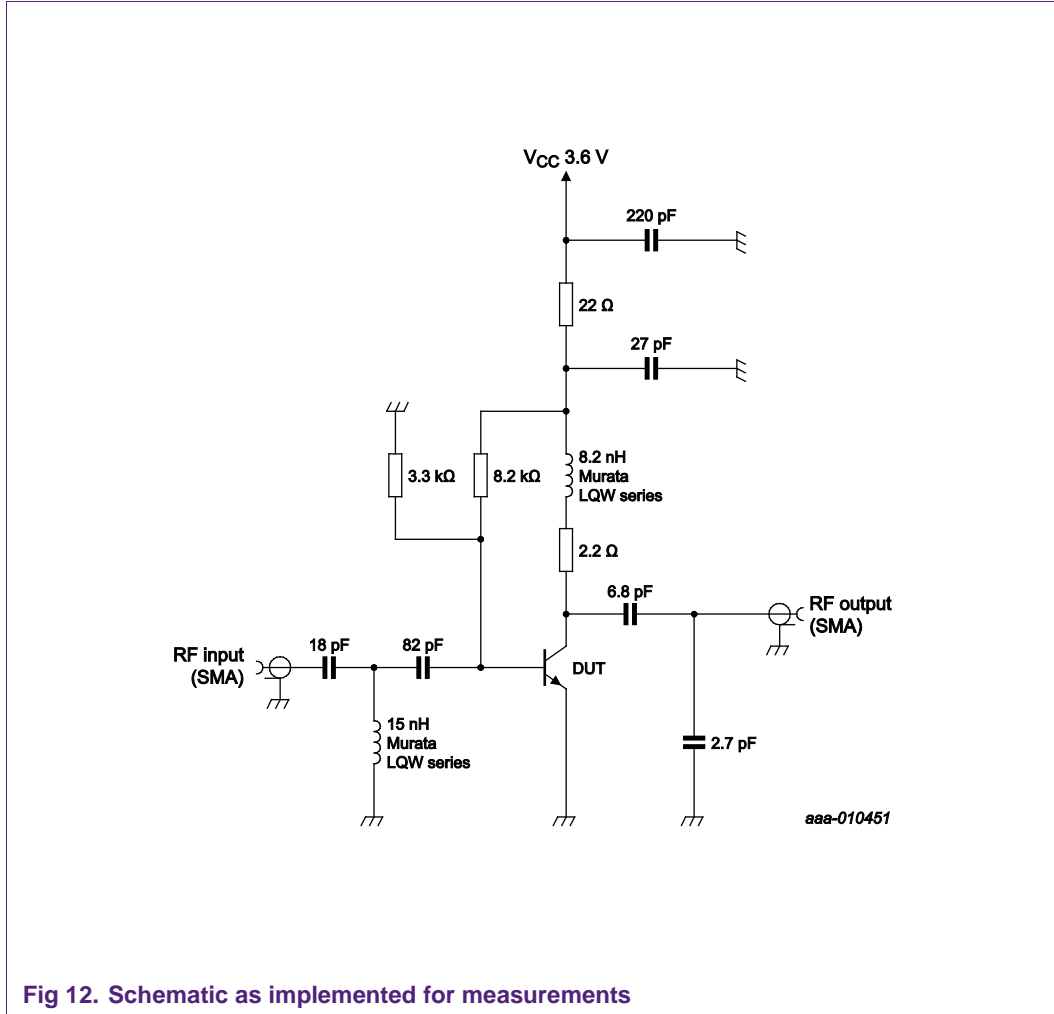 VCC 3.6 V
220 pF
22 Ω
27 pF
3.3 kΩ
8.2 kΩ
8.2 nH
Murata
LQW series
2.2 Ω
6.8 pF
RF output
(SMA)
RF input
(SMA)
18 pF
82 pF
DUT
15 nH
Murata
LQW series
2.7 pF
aaa-010451
Fig 12. Schematic as implemented for measurements